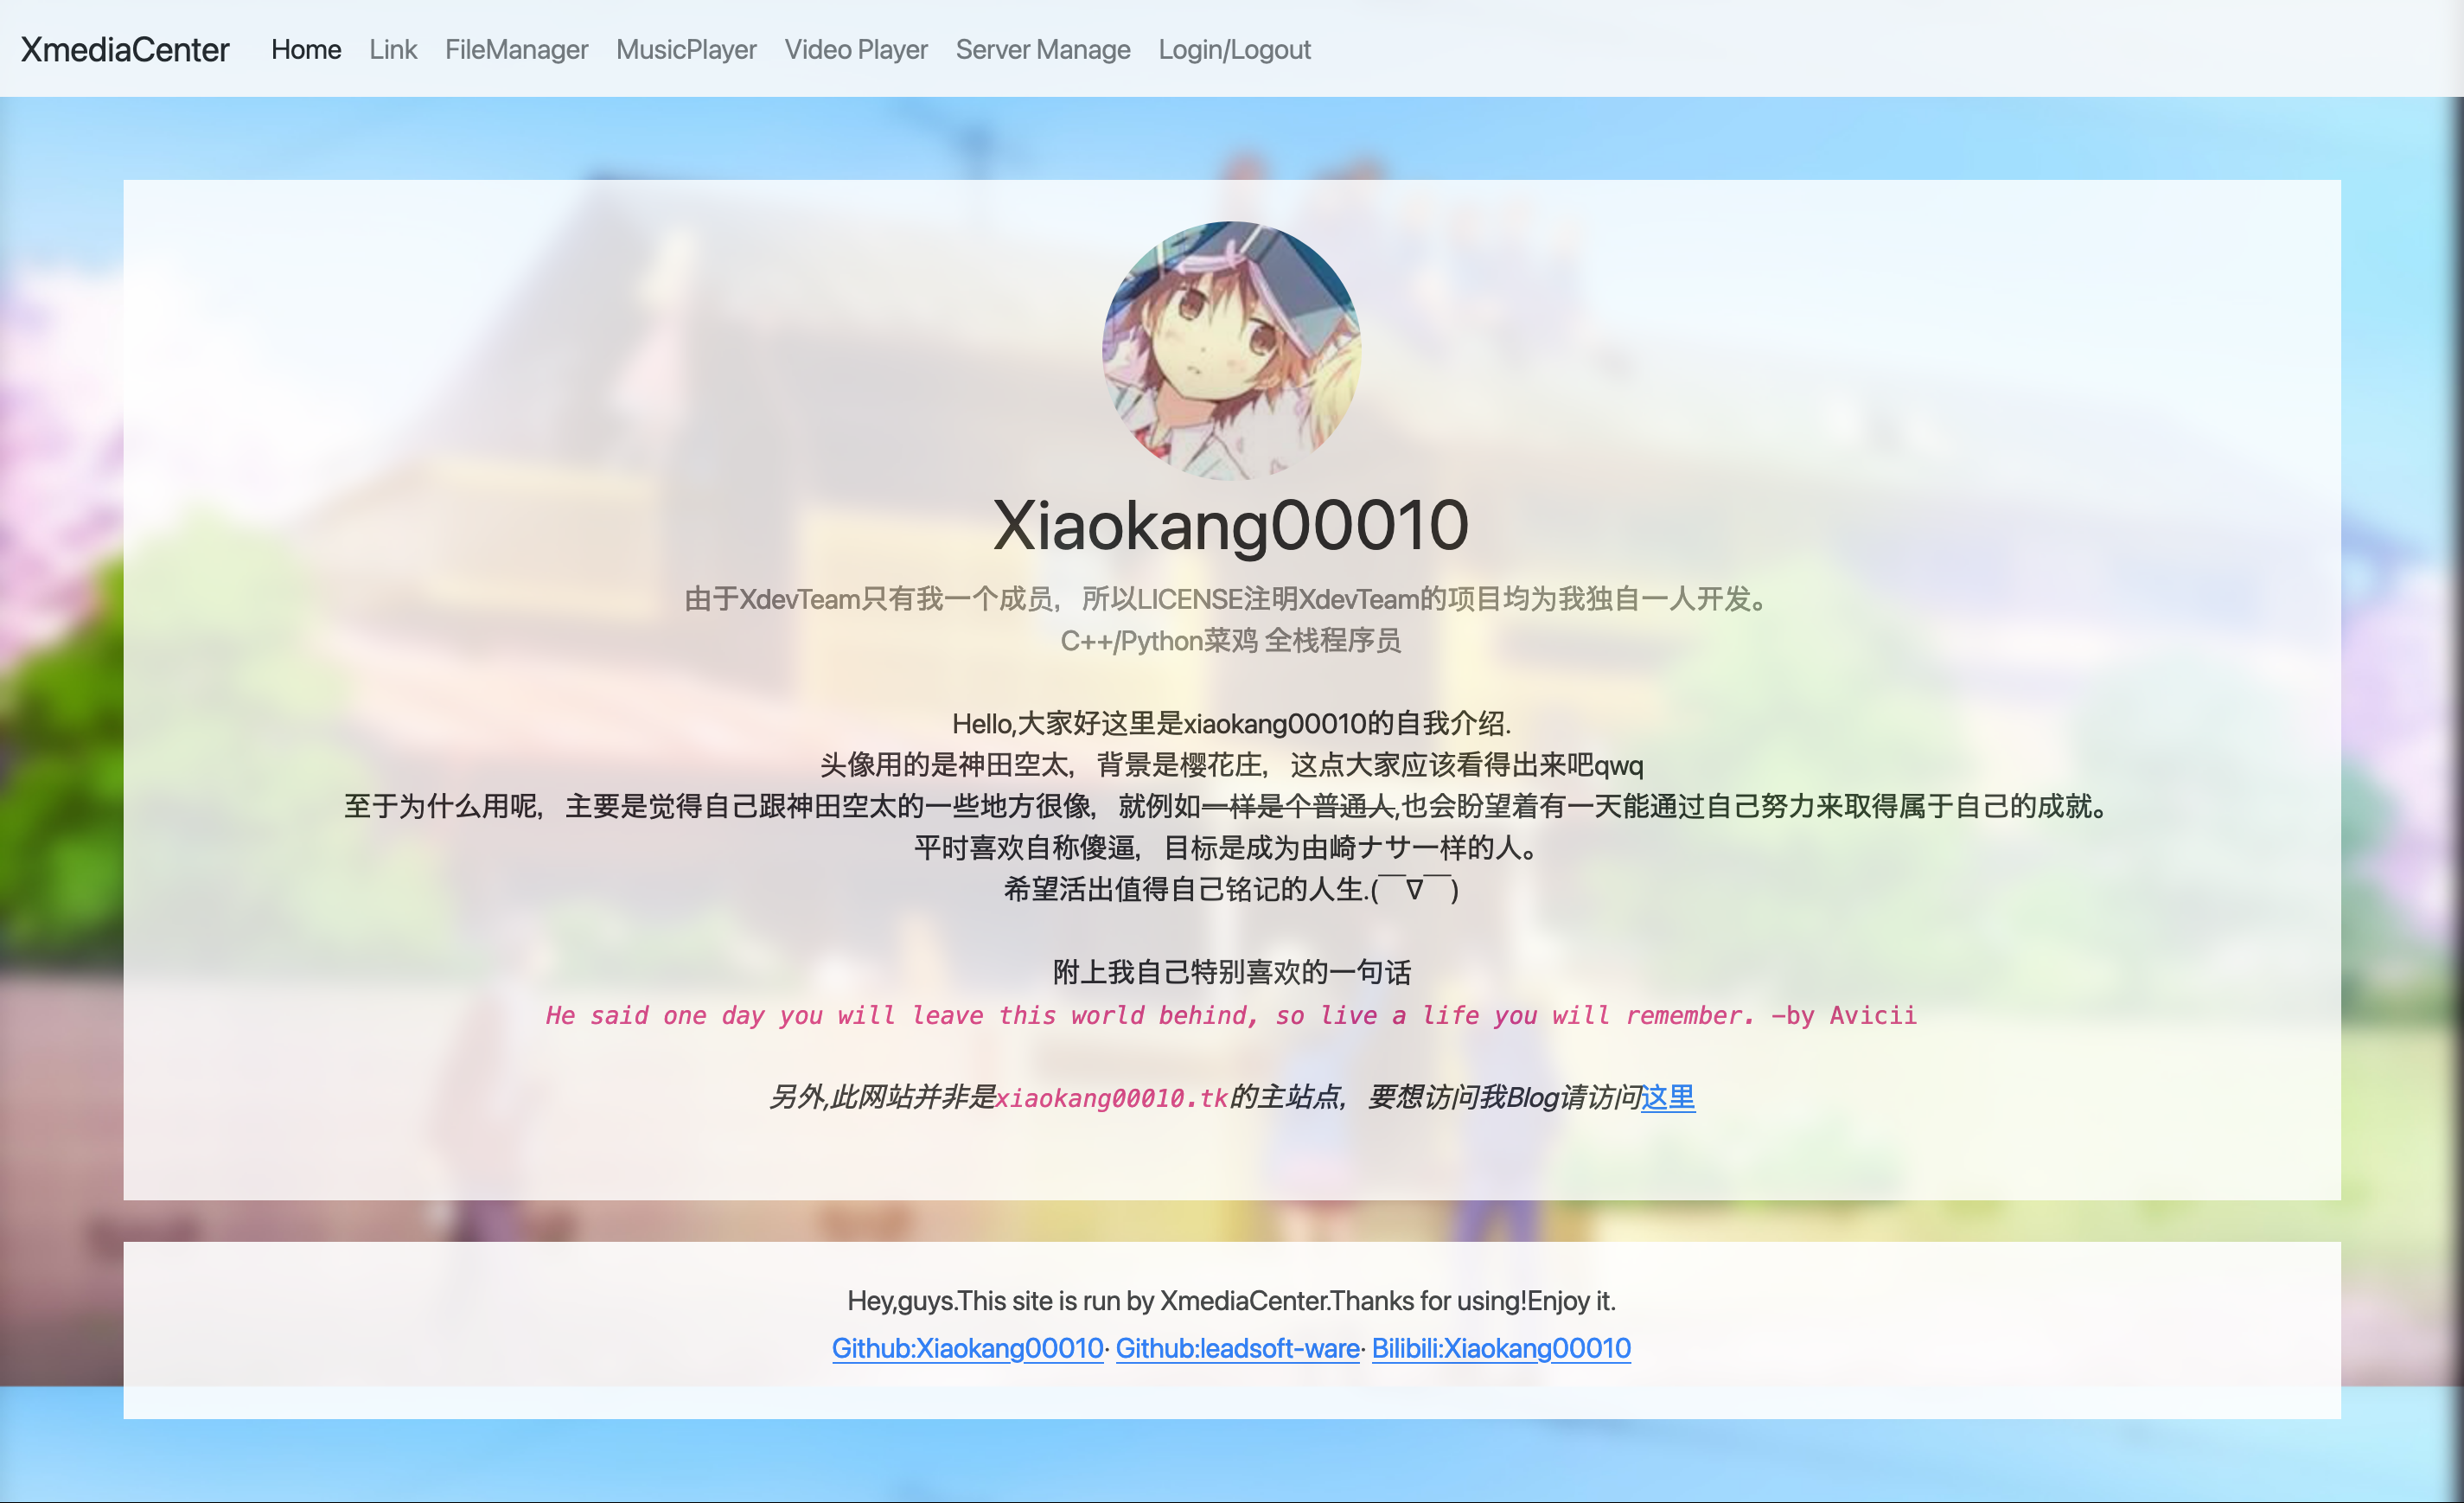 XmediaCenter Home Link FileManager MusicPlayer Video Player Server Manage Login/Logout
Xiaokang00010
由于XdevTeam只有我一个成员，所以LICENSE注明XdevTeam的项目均为我独自一人开发。
C++/Python菜鸡 全栈程序员
Hello,大家好这里是xiaokang00010的自我介绍.
头像用的是神田空太，背景是樱花庄，这点大家应该看得出来吧qwq
至于为什么用呢，主要是觉得自己跟神田空太的一些地方很像，就例如一样是个普通人,也会盼望着有一天能通过自己努力来取得属于自己的成就。
平时喜欢自称傻逼，目标是成为由崎ナサ一样的人。
希望活出值得自己铭记的人生.(￣∇￣)
附上我自己特别喜欢的一句话
He said one day you will leave this world behind, so live a life you will remember. -by Avicii
另外,此网站并非是xiaokang00010.tk的主站点，要想访问我Blog请访问这里
Hey,guys.This site is run by XmediaCenter.Thanks for using!Enjoy it.
Github:Xiaokang00010· Github:leadsoft-ware· Bilibili:Xiaokang00010